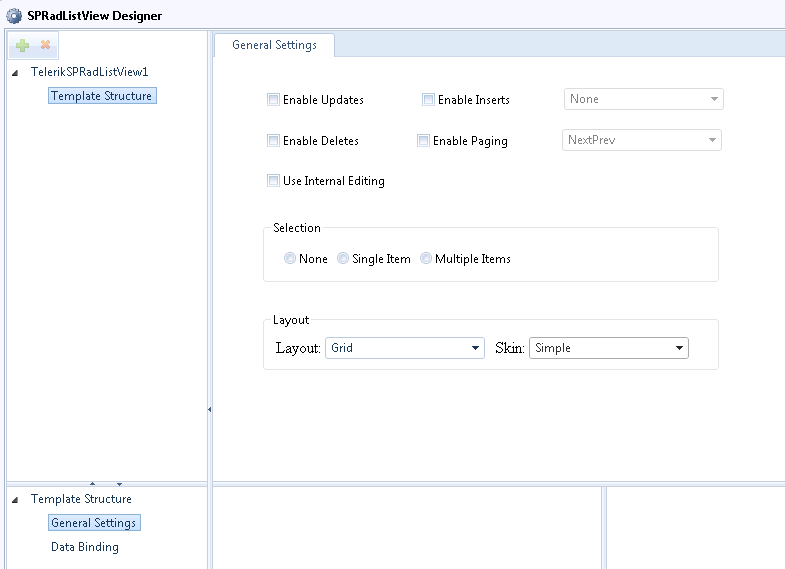 SPRadListView Designer
TelerikSPRadListView1
Template Structure
General Settings
Enable Updates
Enable Inserts
None
Enable Deletes
Enable Paging
NextPrev
Use Internal Editing
Selection
None
Single Item
Multiple Items
Layout
Layout: Grid
Skin: Simple
Template Structure
General Settings
Data Binding